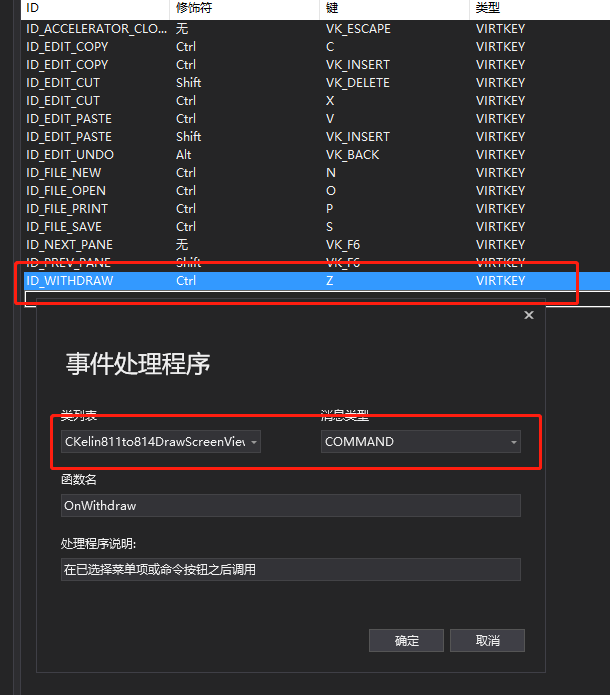 ID 修饰符 键 类型
ID_ACCELERATOR_CLO... 无 VK_ESCAPE VIRTKEY
ID_EDIT_COPY Ctrl C VIRTKEY
ID_EDIT_COPY Ctrl VK_INSERT VIRTKEY
ID_EDIT_CUT Shift VK_DELETE VIRTKEY
ID_EDIT_CUT Ctrl X VIRTKEY
ID_EDIT_PASTE Ctrl V VIRTKEY
ID_EDIT_PASTE Shift VK_INSERT VIRTKEY
ID_EDIT_UNDO Alt VK_BACK VIRTKEY
ID_FILE_NEW Ctrl N VIRTKEY
ID_FILE_OPEN Ctrl O VIRTKEY
ID_FILE_PRINT Ctrl P VIRTKEY
ID_FILE_SAVE Ctrl S VIRTKEY
ID_NEXT_PANE 无 VK_F6 VIRTKEY
ID_PREV_PANE Shift VK_F6 VIRTKEY
ID_WITHDRAW Ctrl Z VIRTKEY
事件处理程序
类列表 消息类型
CKelin811to814DrawScreenView COMMAND
函数名
OnWithdraw
处理程序说明:
在已选择菜单项或命令按钮之后调用
确定 取消